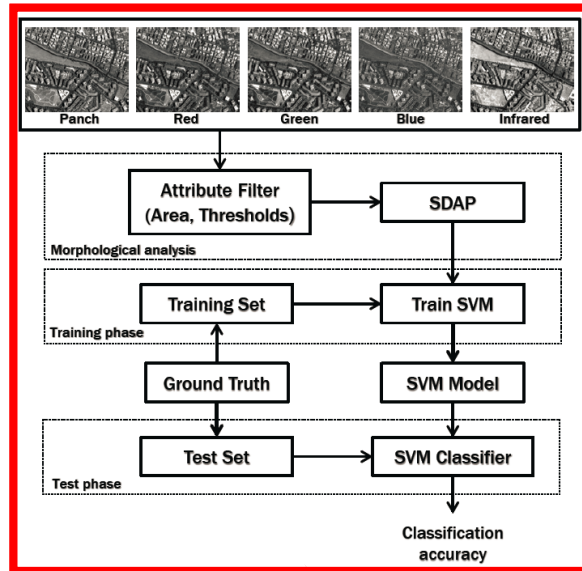 Panch Red Green Blue Infrared
Attribute Filter
(Area, Thresholds)
SDAP
Morphological analysis
Training Set
Train SVM
Training phase
Ground Truth
SVM Model
Test Set
SVM Classifier
Test phase
Classification
accuracy